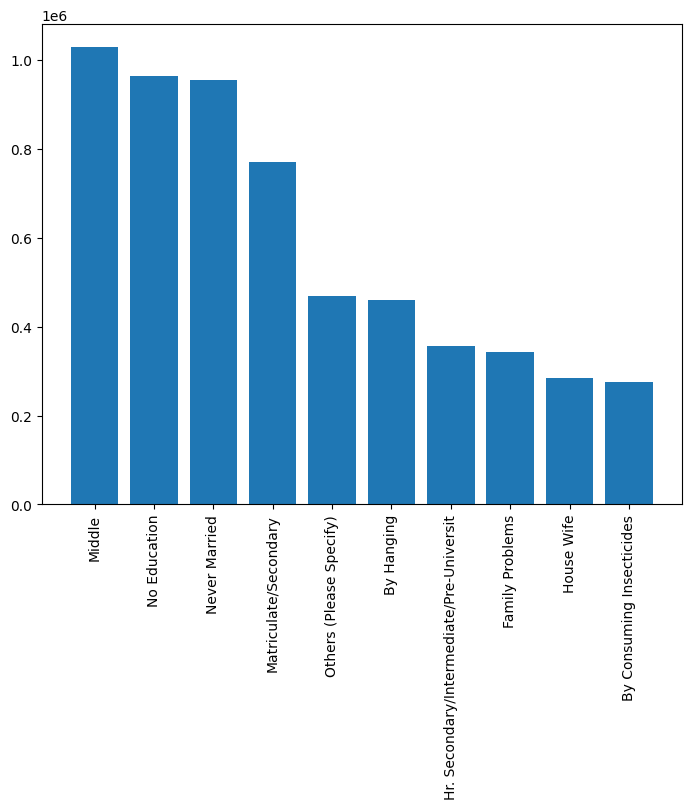 1e6
1.0
0.8
0.6
0.4
0.2
0.0
Middle
No Education
Never Married
Matriculate/Secondary
Others (Please Specify)
By Hanging
Hr. Secondary/Intermediate/Pre-Universit
Family Problems
House Wife
By Consuming Insecticides